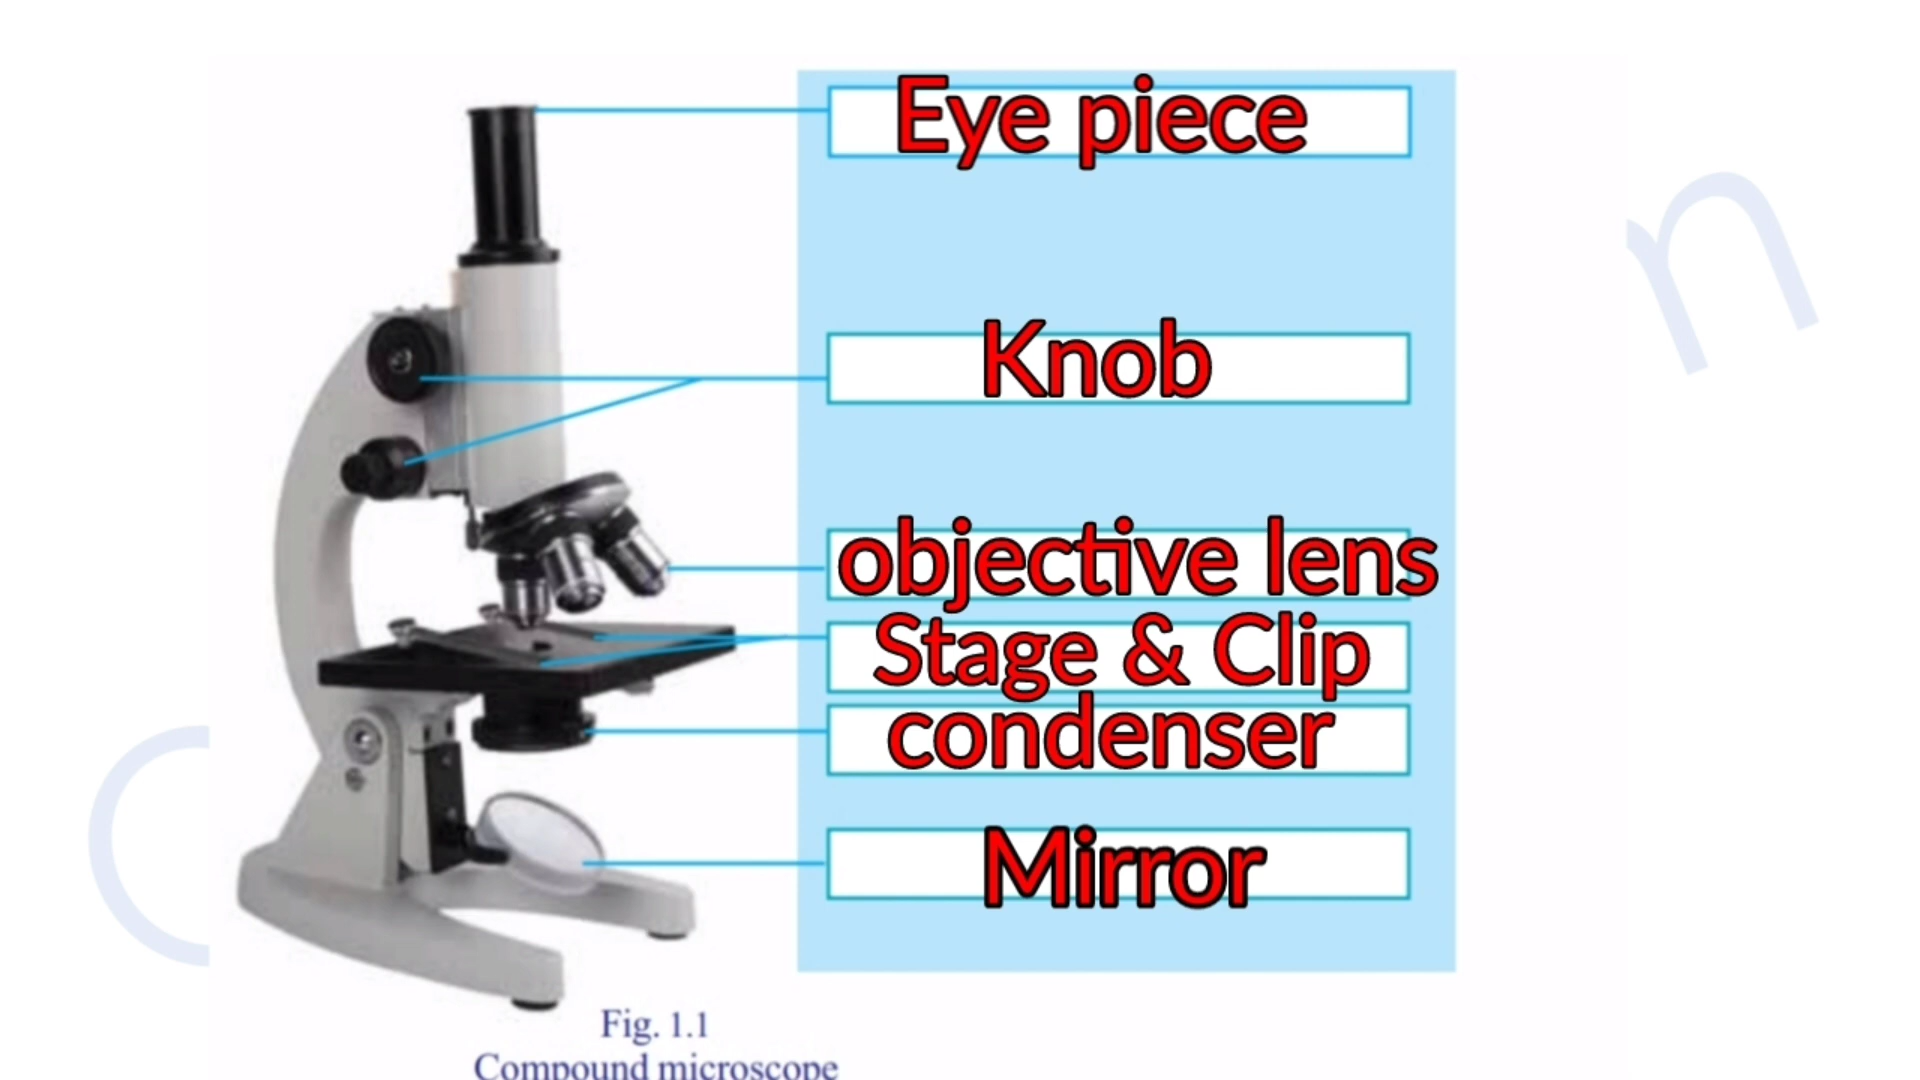 Eye piece
Knob
objective lens
Stage & Clip
condenser
Mirror
Fig. 1.1
Compound microscope